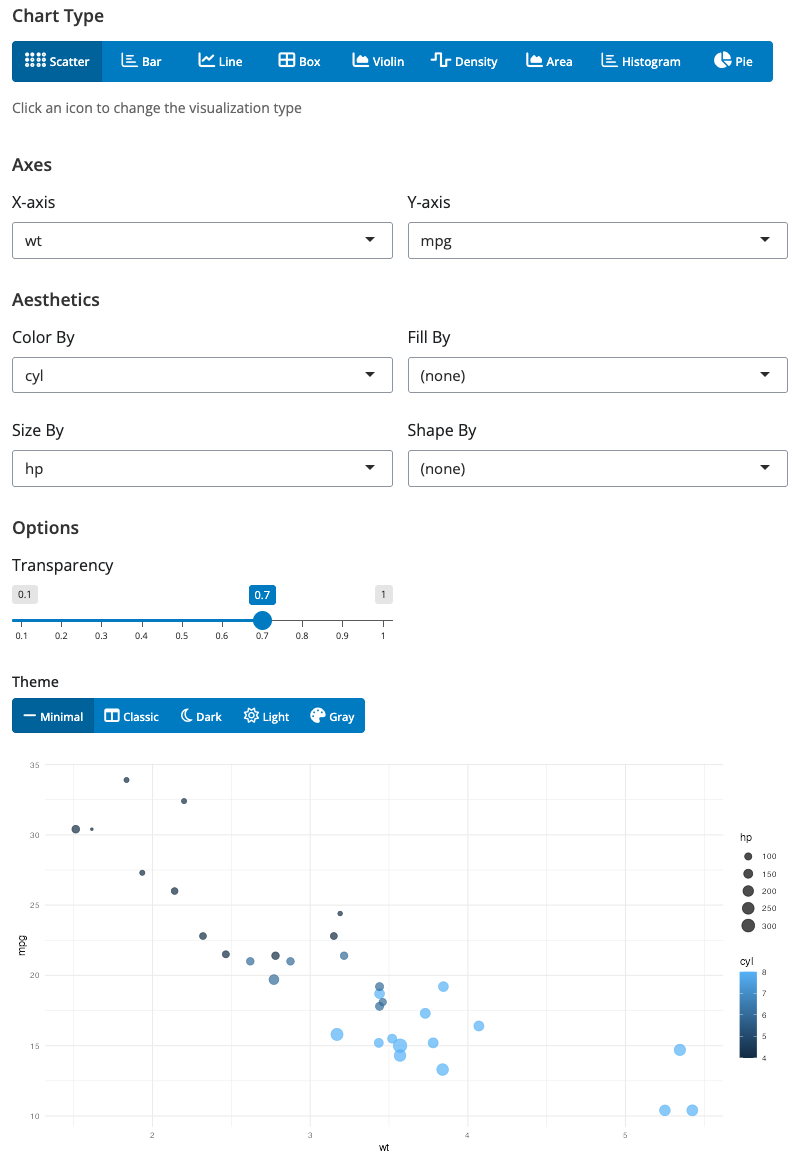 Chart Type
Scatter Bar Line Box Violin Density Area Histogram Pie
Click an icon to change the visualization type
Axes
X-axis Y-axis
wt mpg
Aesthetics
Color By Fill By
cyl (none)
Size By Shape By
hp (none)
Options
Transparency
0.1 0.7 1
0.1 0.2 0.3 0.4 0.5 0.6 0.7 0.8 0.9 1
Theme
Minimal Classic Dark Light Gray
35
30
25
20
15
10
mpg
2 3 4 5
wt
hp
100
150
200
250
300
cyl
8
7
6
5
4